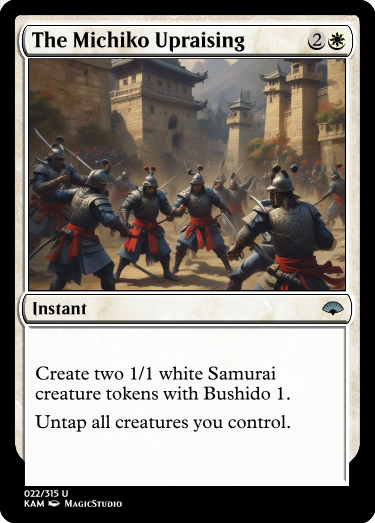 The Michiko Upraising 2
Instant
Create two 1/1 white Samurai
creature tokens with Bushido 1.
Untap all creatures you control.
022/315 U
KAM MAGICSTUDIO